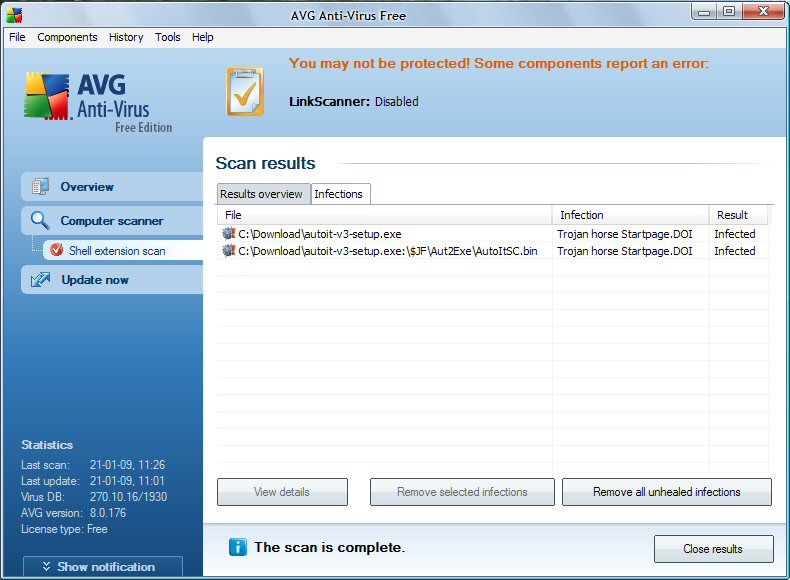 AVG Anti-Virus Free
File Components History Tools Help
AVG
Anti-Virus
Free Edition
You may not be protected! Some components report an error:
LinkScanner: Disabled
Overview
Computer scanner
Shell extension scan
Update now
Scan results
Results overview Infections
File Infection Result
C:\Download\autoit-v3-setup.exe Trojan horse Startpage.DOI Infected
C:\Download\autoit-v3-setup.exe:\$JF\Aut2Exe\AutoItSC.bin Trojan horse Startpage.DOI Infected
View details Remove selected infections Remove all unhealed infections
Statistics
Last scan: 21-01-09, 11:26
Last update: 21-01-09, 11:01
Virus DB: 270.10.16/1930
AVG version: 8.0.176
License type: Free
Show notification
The scan is complete.
Close results